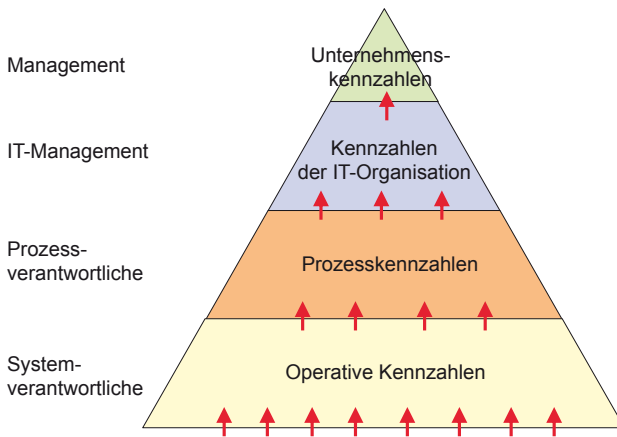 Management
Unternehmens-
kennzahlen
IT-Management
Kennzahlen
der IT-Organisation
Prozess-
verantwortliche
Prozesskennzahlen
System-
verantwortliche
Operative Kennzahlen